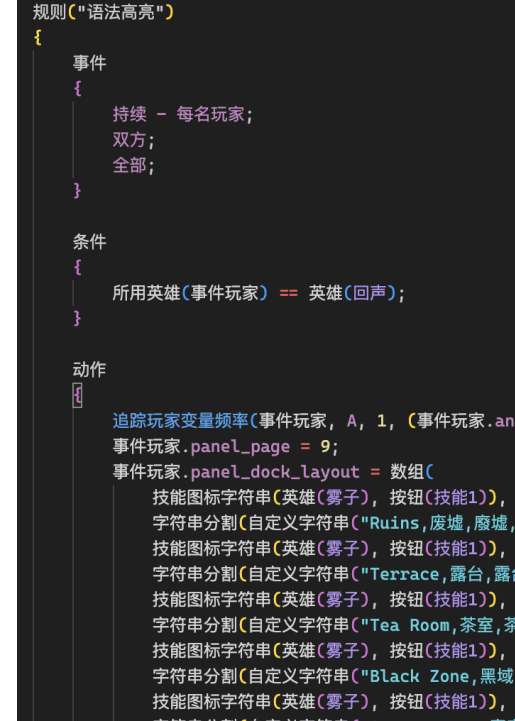 规则("语法高亮")
{
事件
{
持续 - 每名玩家;
双方;
全部;
}
条件
{
所用英雄(事件玩家) == 英雄(回声);
}
动作
{
追踪玩家变量频率(事件玩家, A, 1, (事件玩家.an
事件玩家.panel_page = 9;
事件玩家.panel_dock_layout = 数组(
技能图标字符串(英雄(雾子), 按钮(技能1)),
字符串分割(自定义字符串("Ruins,废墟,廢墟,
技能图标字符串(英雄(雾子), 按钮(技能1)),
字符串分割(自定义字符串("Terrace,露台,露台
技能图标字符串(英雄(雾子), 按钮(技能1)),
字符串分割(自定义字符串("Tea Room,茶室,茶
技能图标字符串(英雄(雾子), 按钮(技能1)),
字符串分割(自定义字符串("Black Zone,黑域
技能图标字符串(英雄(雾子), 按钮(技能1)),